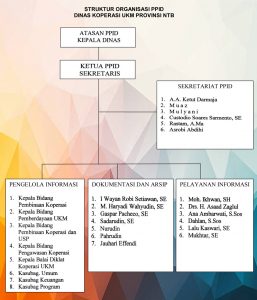 STRUKTUR ORGANISASI PPID
DINAS KOPERASI UKM PROVINSI NTB
ATASAN PPID
KEPALA DINAS
KETUA PPID
SEKRETARIS
SEKRETARIAT PPID
1. A.A. Ketut Darmaja
2. M u a z
3. M u l y a n i
4. Custodio Soares Sarmento, SE
5. Rastam, A.Ma
6. Asrobi Abdihi
PENGELOLA INFORMASI
1. Kepala Bidang
Pembinaan Koperasi
2. Kepala Bidang
Pemberdayaan UKM
3. Kepala Bidang
Pembinaan Koperasi dan
USP
4. Kepala Bidang
Pengawasan Koperasi
5. Kepala Balai Diklat
Koperasi UKM
6. Kasubag. Umum
7. Kasubag Keuangan
8. Kasubag Program
DOKUMENTASI DAN ARSIP
1. I Wayan Robi Setiawan, SE
2. M. Haryadi Wahyudin, SE
3. Gaspar Pacheco, SE
4. Sadarudin, SE
5. Nurudin
6. Pahrudin
7. Jauhari Effendi
PELAYANAN INFORMASI
1. Moh. Ikhwan, SH
2. Drs. H. Asaad Zaglul
3. Ana Ambarwati, S.Sos
4. Dahlan, S.Sos
5. Lalu Kaswari, SE
6. Mukhtar, SE